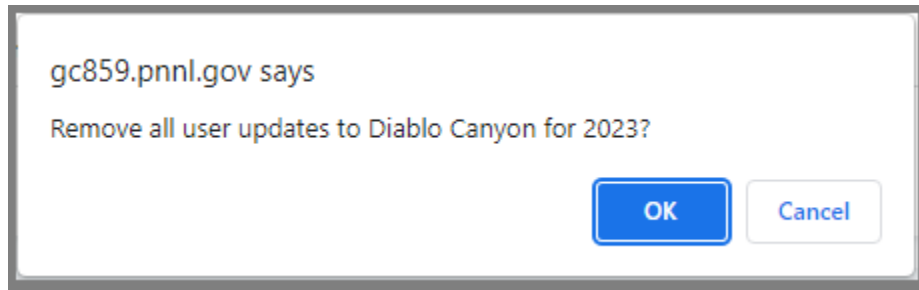 gc859.pnnl.gov says
Remove all user updates to Diablo Canyon for 2023?
OK
Cancel